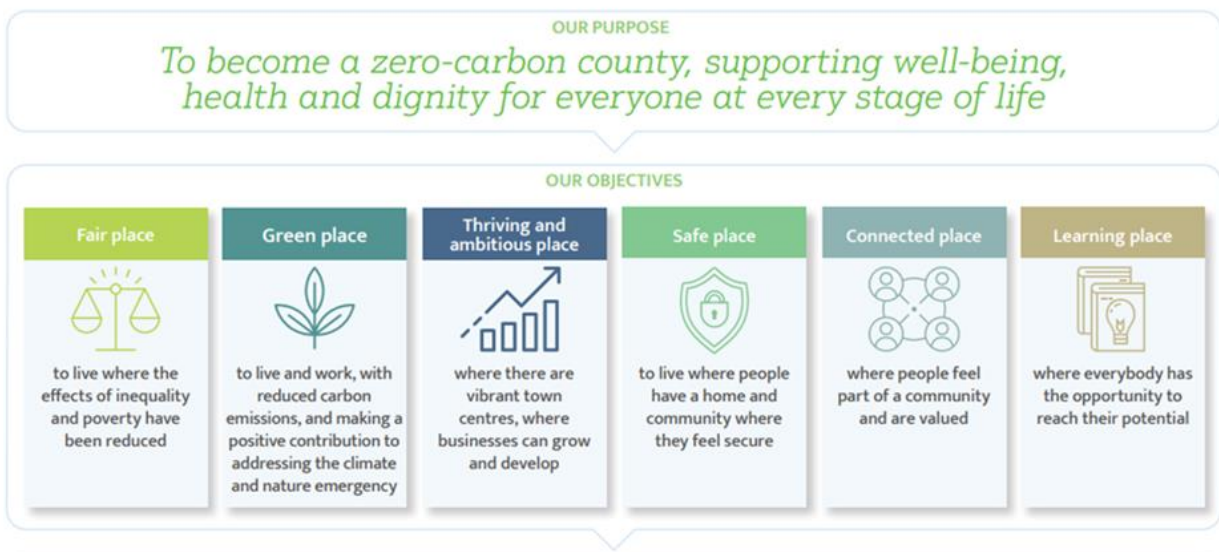 OUR PURPOSE
To become a zero-carbon county, supporting well-being,
health and dignity for everyone at every stage of life
OUR OBJECTIVES
Fair place
to live where the
effects of inequality
and poverty have
been reduced
Green place
to live and work, with
reduced carbon
emissions, and making a
positive contribution to
addressing the climate
and nature emergency
Thriving and
ambitious place
where there are
vibrant town
centres, where
businesses can grow
and develop
Safe place
to live where people
have a home and
community where
they feel secure
Connected place
where people feel
part of a community
and are valued
Learning place
where everybody has
the opportunity to
reach their potential